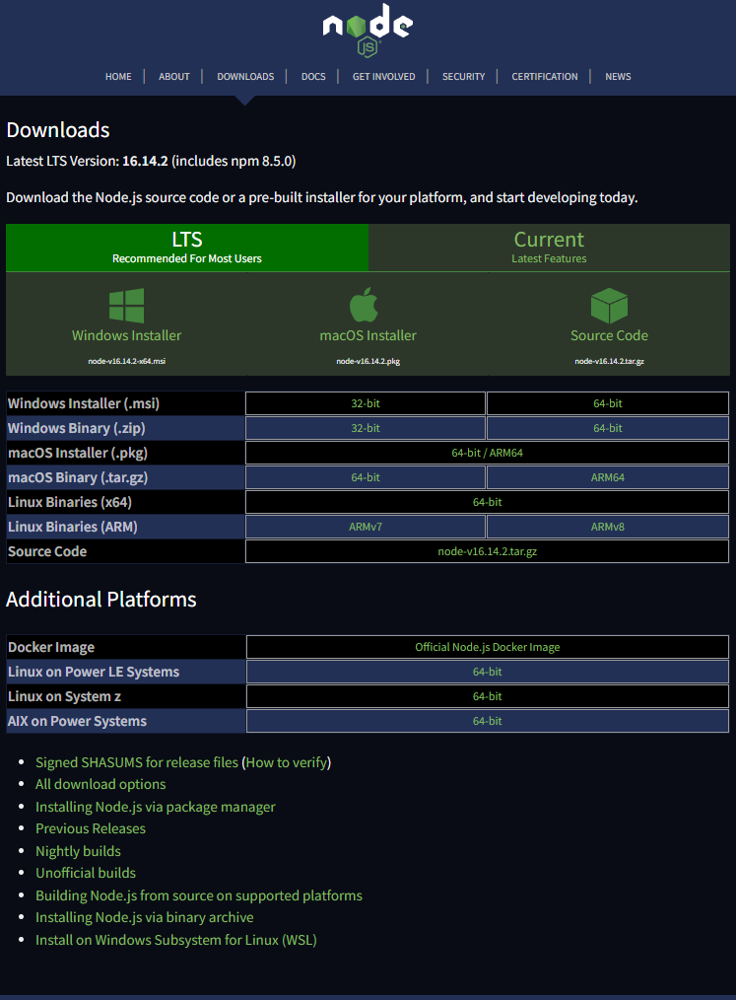 node
JS
HOME | ABOUT | DOWNLOADS | DOCS | GET INVOLVED | SECURITY | CERTIFICATION | NEWS
Downloads
Latest LTS Version: 16.14.2 (includes npm 8.5.0)
Download the Node.js source code or a pre-built installer for your platform, and start developing today.
LTS Current
Recommended For Most Users Latest Features
Windows Installer macOS Installer Source Code
node-v16.14.2-x64.msi node-v16.14.2.pkg node-v16.14.2.tar.gz
Windows Installer (.msi) 32-bit 64-bit
Windows Binary (.zip) 32-bit 64-bit
macOS Installer (.pkg) 64-bit / ARM64
macOS Binary (.tar.gz) 64-bit ARM64
Linux Binaries (x64) 64-bit
Linux Binaries (ARM) ARMv7 ARMv8
Source Code node-v16.14.2.tar.gz
Additional Platforms
Docker Image Official Node.js Docker Image
Linux on Power LE Systems 64-bit
Linux on System z 64-bit
AIX on Power Systems 64-bit
• Signed SHASUMS for release files (How to verify)
• All download options
• Installing Node.js via package manager
• Previous Releases
• Nightly builds
• Unofficial builds
• Building Node.js from source on supported platforms
• Installing Node.js via binary archive
• Install on Windows Subsystem for Linux (WSL)